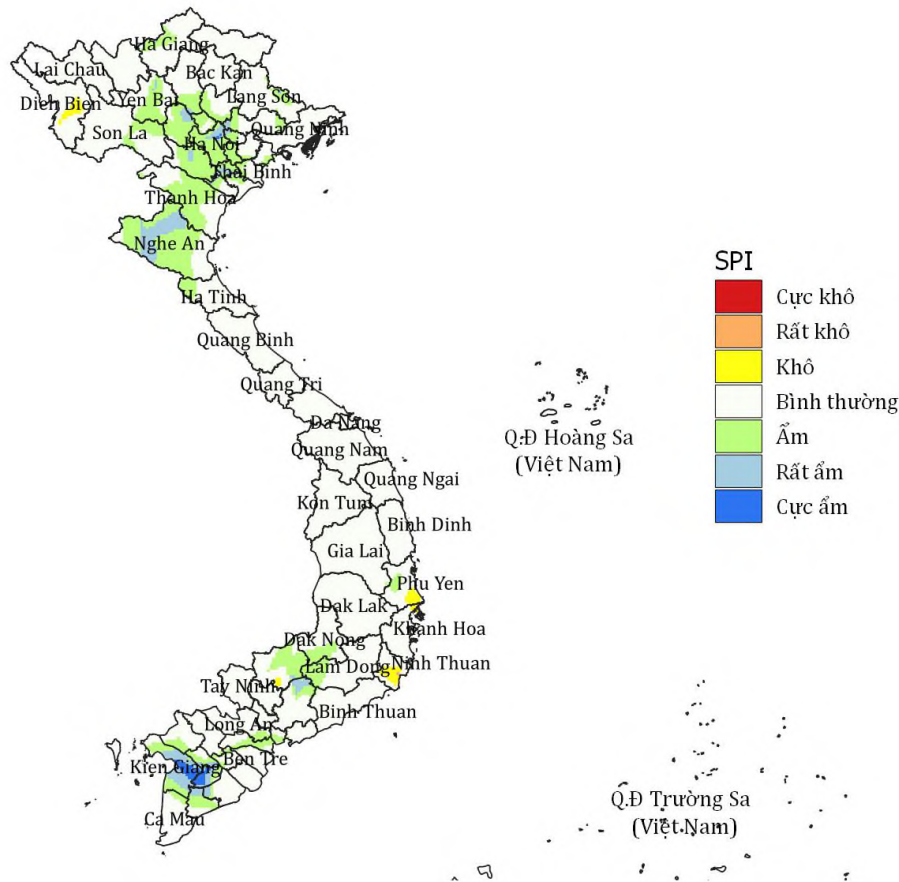 Ha Giang
Lai Chau
Bac Kan
Dien Bien
Yen Bai
Lang Son
Son La
Quang Ninh
Ha Noi
Thai Binh
Thanh Hoa
Nghe An
Ha Tinh
Quang Binh
Quang Tri
Da Nang
Quang Nam
Quang Ngai
Kon Tum
Binh Dinh
Gia Lai
Phu Yen
Dak Lak
Khanh Hoa
Dak Nong
Lam Dong
Ninh Thuan
Tay Ninh
Binh Thuan
Long An
Ben Tre
Kien Giang
Ca Mau
SPI
Cực khô
Rất khô
Khô
Bình thường
Ẩm
Rất ẩm
Cực ẩm
Q.Đ Hoàng Sa
(Việt Nam)
Q.Đ Trường Sa
(Việt Nam)